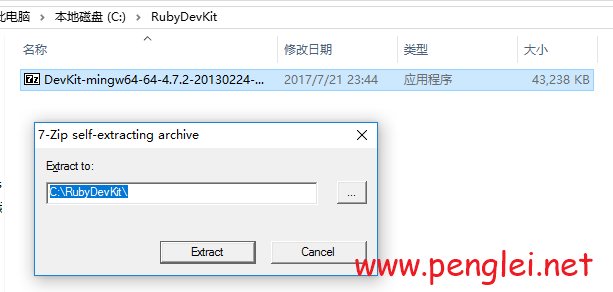 此电脑 › 本地磁盘 (C:) › RubyDevKit
名称 修改日期 类型 大小
DevKit-mingw64-64-4.7.2-20130224-... 2017/7/21 23:44 应用程序 43,238 KB
7-Zip self-extracting archive
Extract to:
C:\RubyDevKit\
...
Extract Cancel
www.penglei.net